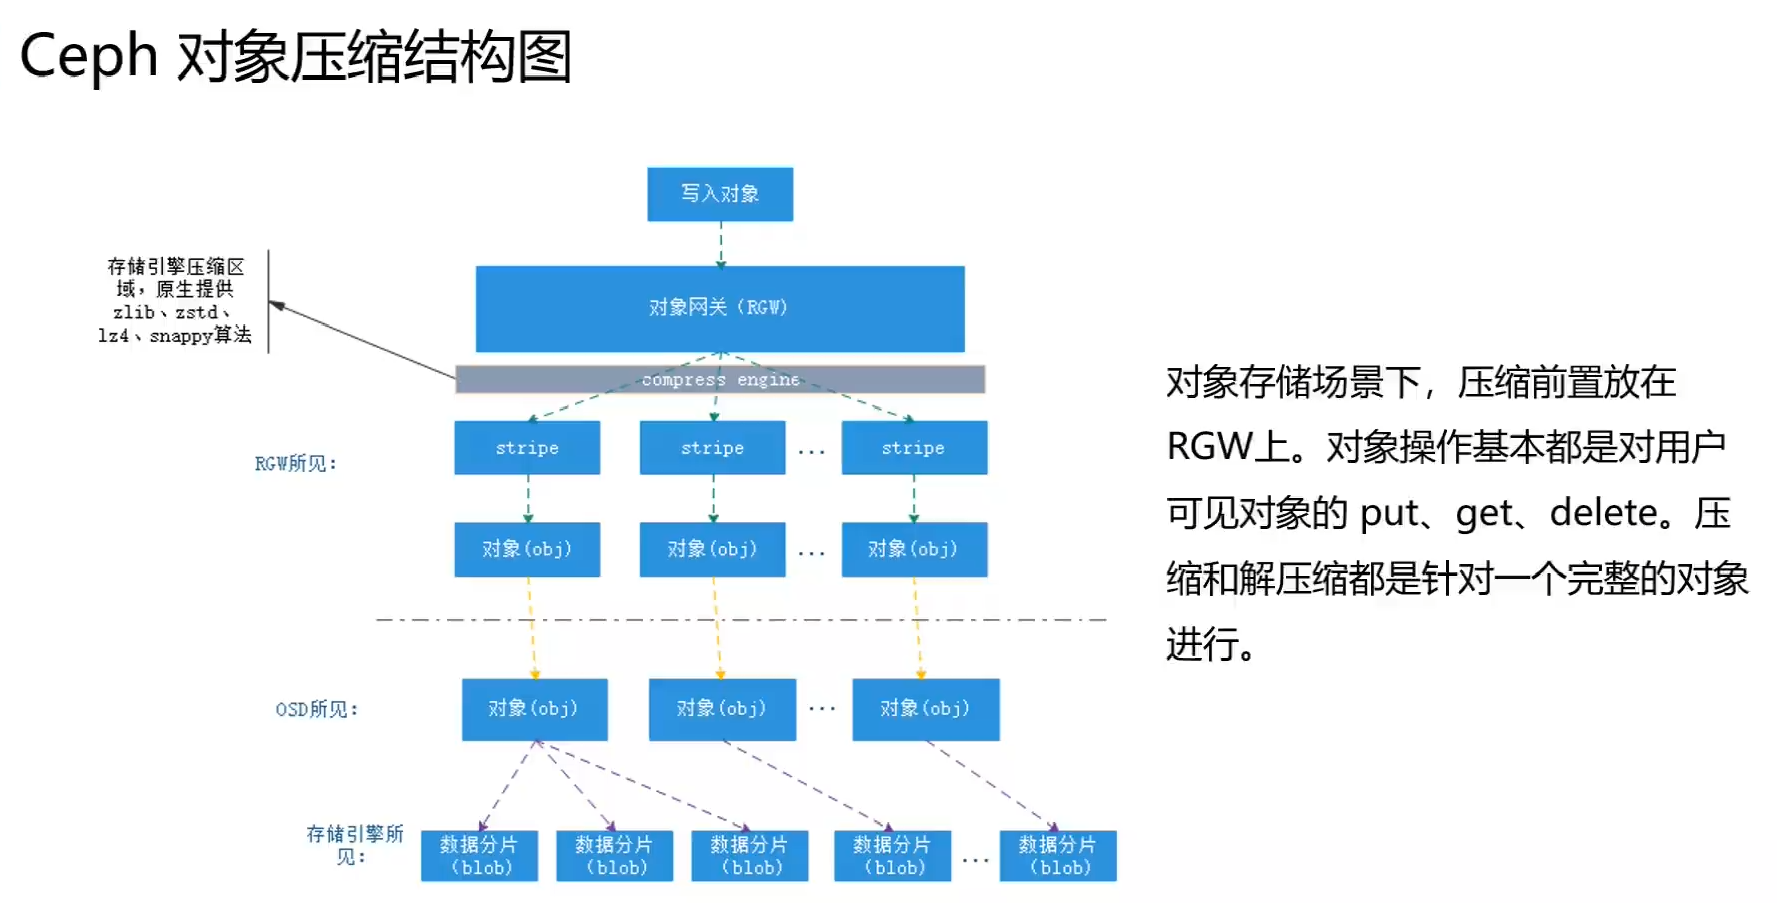 Ceph 对象压缩结构图
写入对象
存储引擎压缩区
域，原生提供
zlib、zstd、
lz4、snappy算法
对象网关（RGW）
compress engine
RGW所见：
stripe
stripe
...
stripe
对象(obj)
对象(obj)
...
对象(obj)
对象存储场景下，压缩前置放在
RGW上。对象操作基本都是对用户
可见对象的 put、get、delete。压
缩和解压缩都是针对一个完整的对象
进行。
OSD所见：
对象(obj)
对象(obj)
...
对象(obj)
存储引擎所
见：
数据分片
（blob）
数据分片
（blob）
数据分片
（blob）
数据分片
（blob）
...
数据分片
（blob）